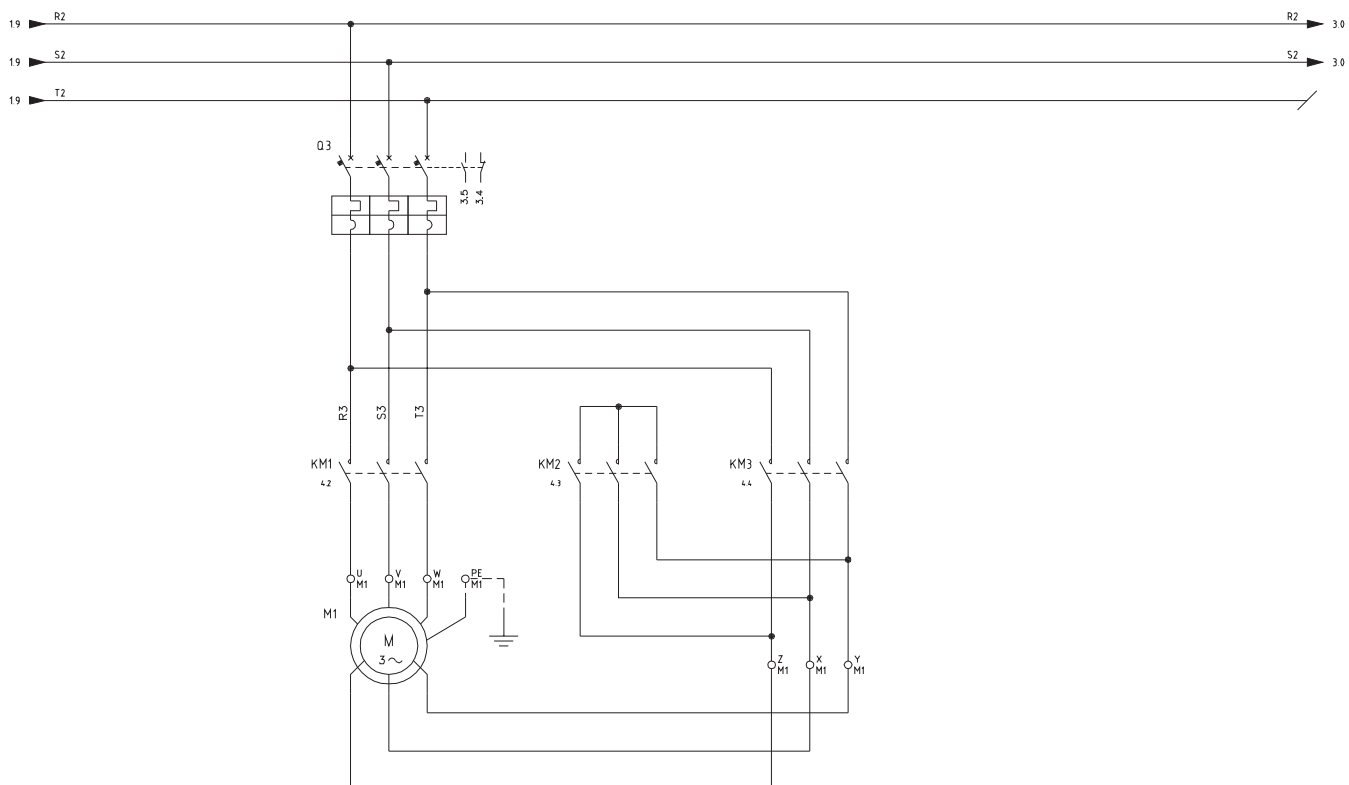 1.9 R2 R2 3.0
1.9 S2 S2 3.0
1.9 T2
Q3
3.5 3.4
R3 S3 T3
KM1 KM2 KM3
4.2 4.3 4.4
U V W PE
M1 M1 M1 M1
M1
M
3~
Z X Y
M1 M1 M1